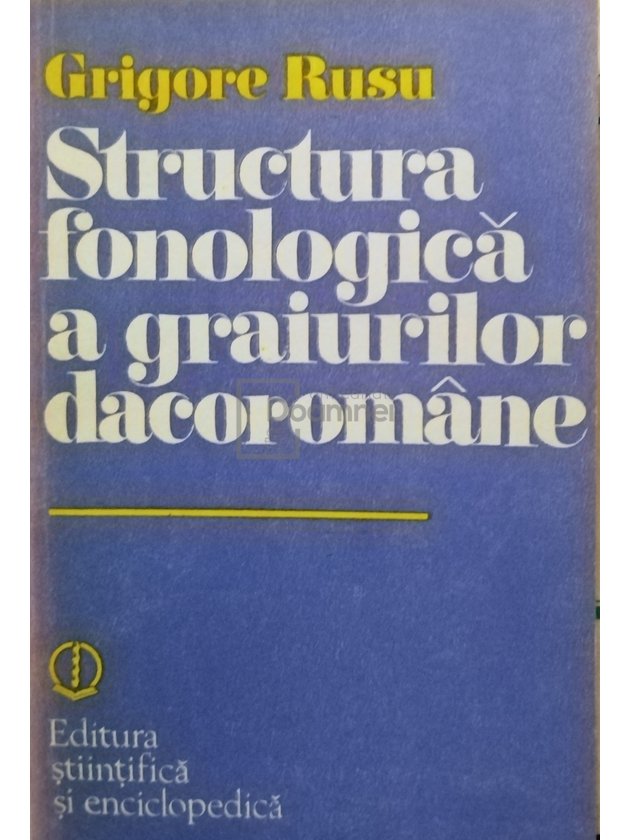 Grigore Rusu
Structura
fonologică
a graiurilor
dacoromâne
Editura
științifică
și enciclopedică